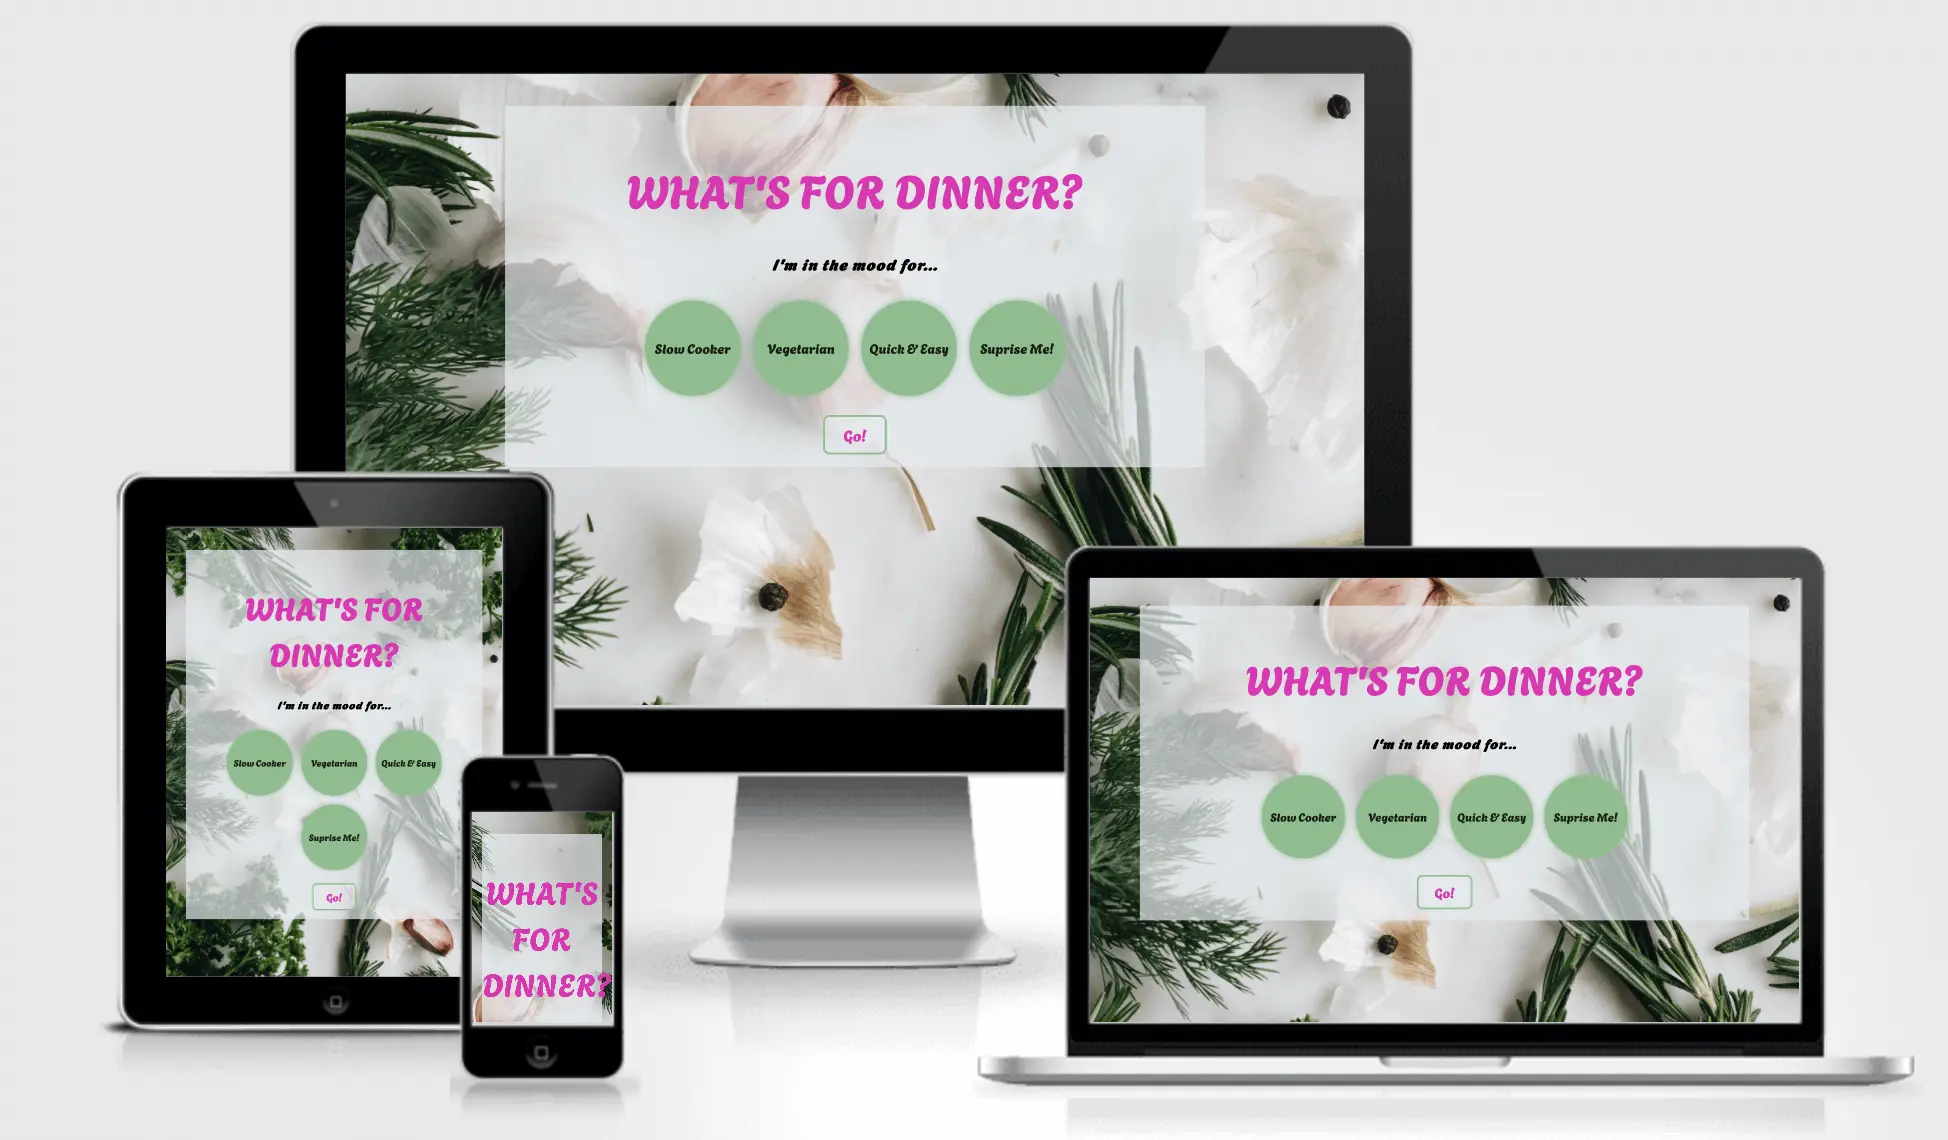 WHAT'S FOR DINNER?
I'm in the mood for...
Slow Cooker
Vegetarian
Quick & Easy
Suprise Me!
Go!
WHAT'S FOR
DINNER?
I'm in the mood for...
Slow Cooker
Vegetarian
Quick & Easy
Suprise Me!
Go!
WHAT'S
FOR
DINNER?
WHAT'S FOR DINNER?
I'm in the mood for...
Slow Cooker
Vegetarian
Quick & Easy
Suprise Me!
Go!